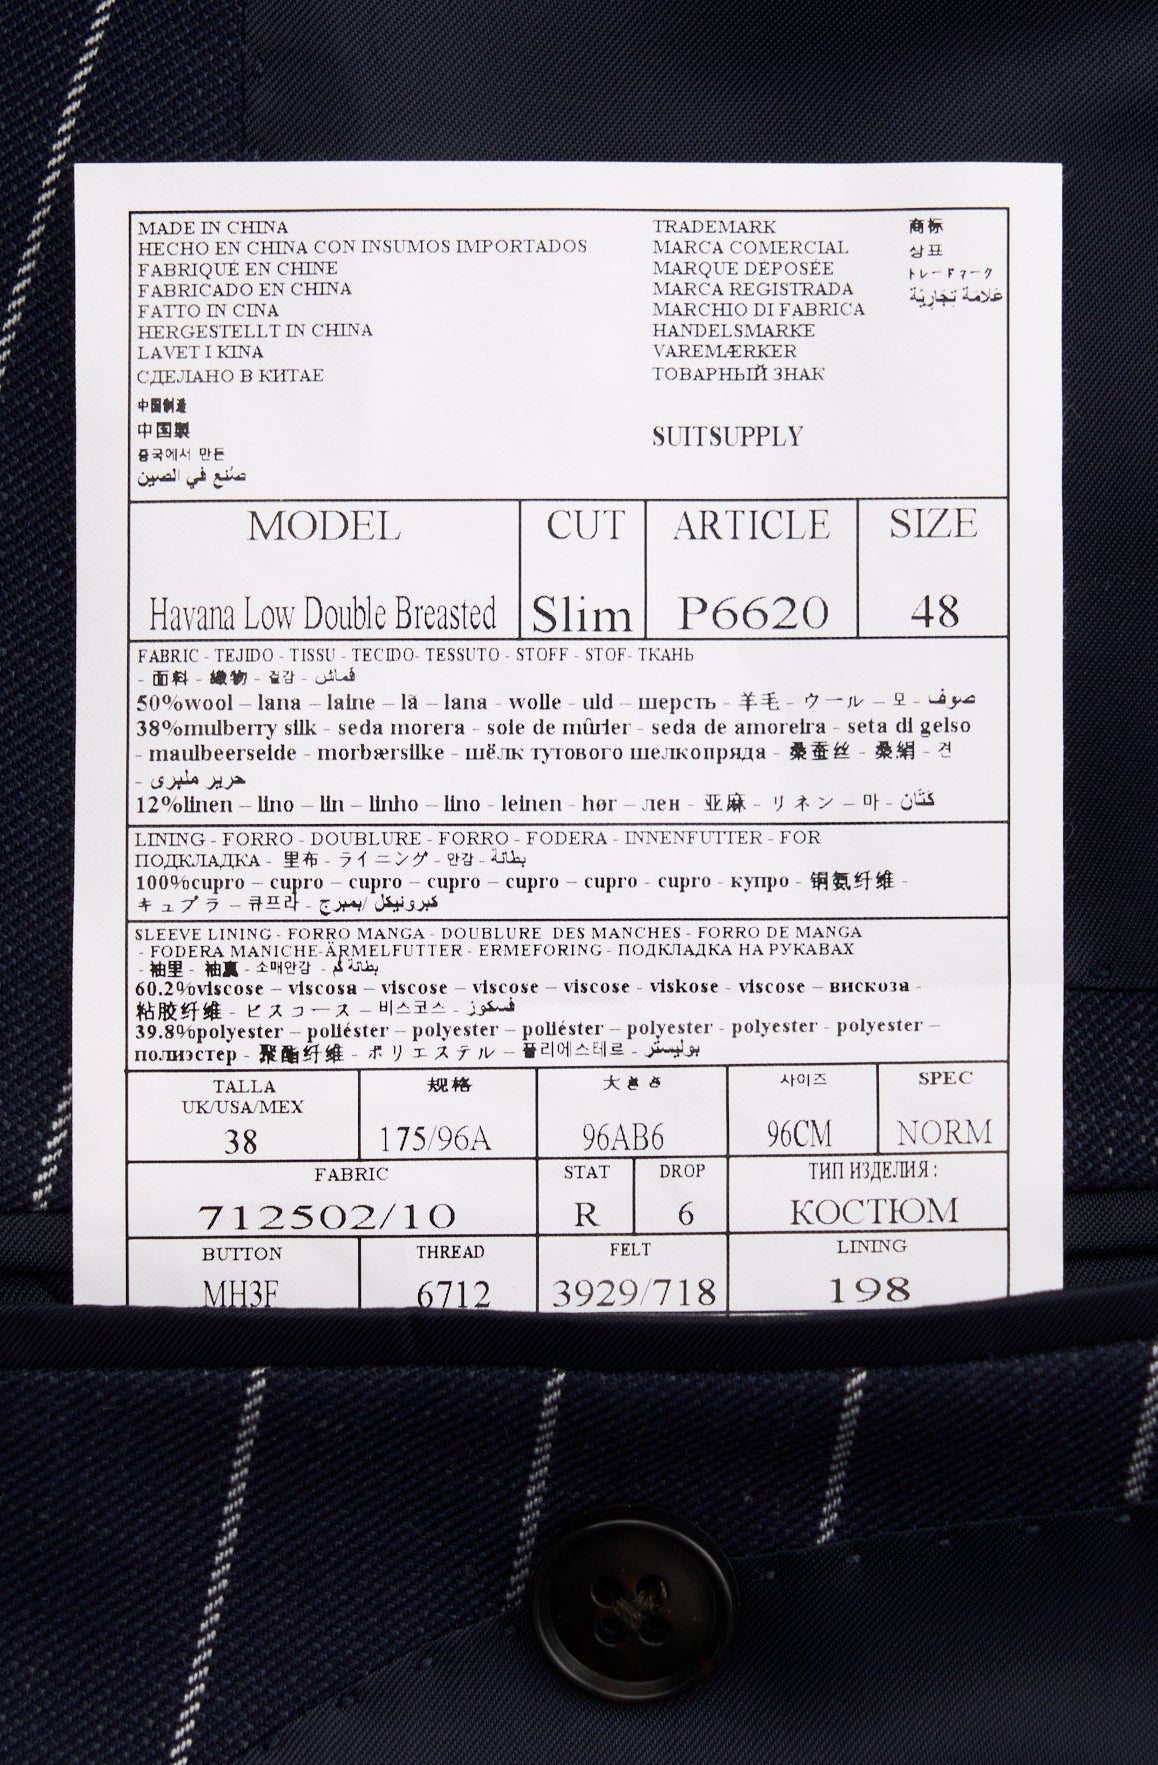 MADE IN CHINA
HECHO EN CHINA CON INSUMOS IMPORTADOS
FABRIQUÉ EN CHINE
FABRICADO EN CHINA
FATTO IN CINA
HERGESTELLT IN CHINA
LAVET I KINA
СДЕЛАНО В КИТАЕ
中国制造
中国製
중국에서 만든
صُنع في الصين
TRADEMARK
MARCA COMERCIAL
MARQUE DÉPOSÉE
MARCA REGISTRADA
MARCHIO DI FABRICA
HANDELSMARKE
VAREMÆRKER
ТОВАРНЫЙ ЗНАК
商标
상표
トレードマーク
عَلامَة تِجَارِيّة
SUITSUPPLY
MODEL CUT ARTICLE SIZE
Havana Low Double Breasted Slim P6620 48
FABRIC - TEJIDO - TISSU - TECIDO- TESSUTO - STOFF - STOF- ТКАНЬ
- 面料 - 織物 - 겉감 - قُماش
50%wool – lana – laine – lã – lana - wolle - uld – шерсть - 羊毛 - ウール – 모 - صوف
38%mulberry silk - seda morera - soie de mûrier - seda de amoreira - seta di gelso
- maulbeerseide - morbærsilke - шёлк тутового шелкопряда - 桑蚕丝 - 桑絹 - 견
- حرير ملبري
12%linen – lino – lin – linho – lino - leinen - hør – лен - 亚麻 - リネン – 마 - كَتَّان
LINING - FORRO - DOUBLURE - FORRO - FODERA - INNENFUTTER - FOR
ПОДКЛАДКА - 里布 - ライニング - 안감 - بطانة
100%cupro – cupro – cupro – cupro – cupro – cupro - cupro - купро - 铜氨纤维 -
キュプラ – 큐프라 - كبرونيكل /بمبرج
SLEEVE LINING - FORRO MANGA - DOUBLURE DES MANCHES - FORRO DE MANGA
- FODERA MANICHE-ÄRMELFUTTER - ERMEFORING - ПОДКЛАДКА НА РУКАВАХ
- 袖里 - 袖裏 - 소매안감 - بطانة كم
60.2%viscose – viscosa – viscose – viscose – viscose - viskose - viscose – вискоза -
粘胶纤维 - ビスコース – 비스코스 - فسكوز
39.8%polyester – poliéster – polyester – poliéster – polyester - polyester - polyester –
полиэстер - 聚酯纤维 - ポリエステル – 폴리에스테르 - بوليستر
TALLA 规格 大きさ 사이즈 SPEC
UK/USA/MEX
38 175/96A 96AB6 96CM NORM
FABRIC STAT DROP ТИП ИЗДЕЛИЯ :
712502/10 R 6 КОСТЮМ
BUTTON THREAD FELT LINING
MH3F 6712 3929/718 198